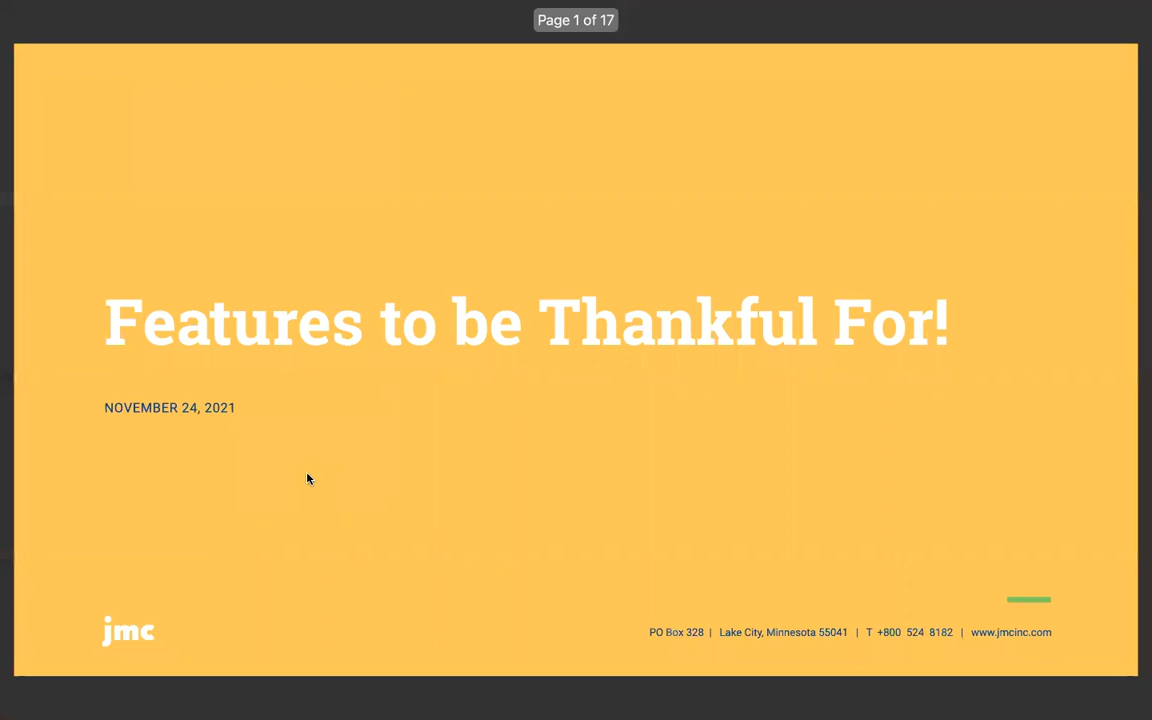 Page 1 of 17
Features to be Thankful For!
NOVEMBER 24, 2021
jmc
PO Box 328 | Lake City, Minnesota 55041 | T +800 524 8182 | www.jmcinc.com